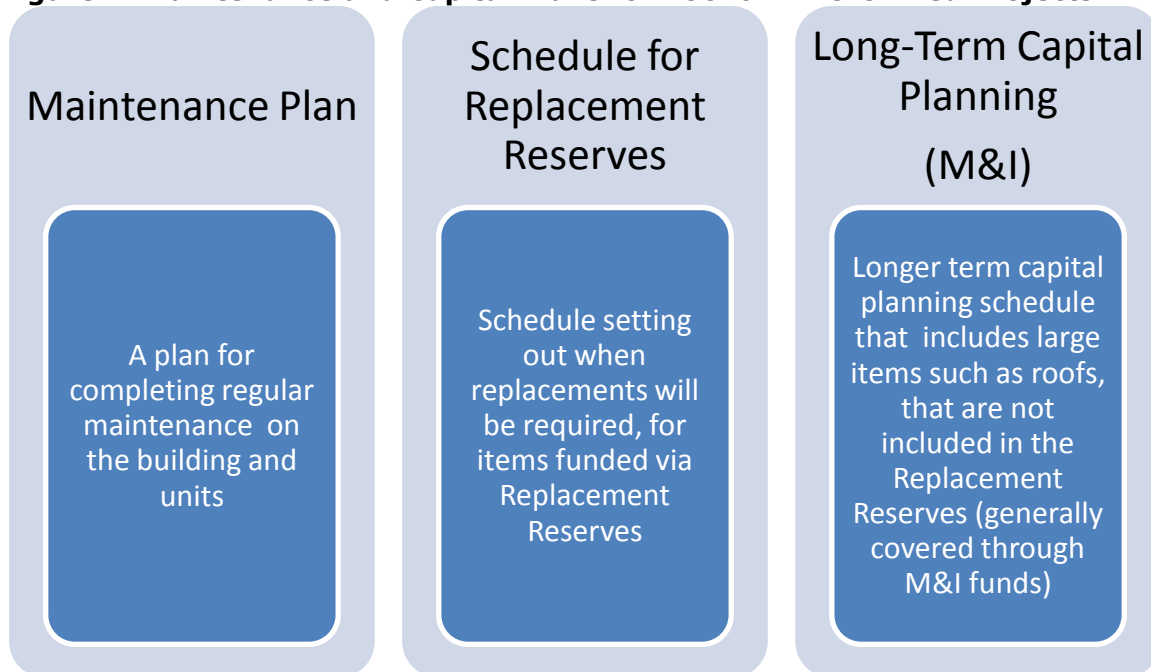 Maintenance Plan
A plan for
completing regular
maintenance on
the building and
units
Schedule for
Replacement
Reserves
Schedule setting
out when
replacements will
be required, for
items funded via
Replacement
Reserves
Long-Term Capital
Planning
(M&I)
Longer term capital
planning schedule
that includes large
items such as roofs,
that are not
included in the
Replacement
Reserves (generally
covered through
M&I funds)